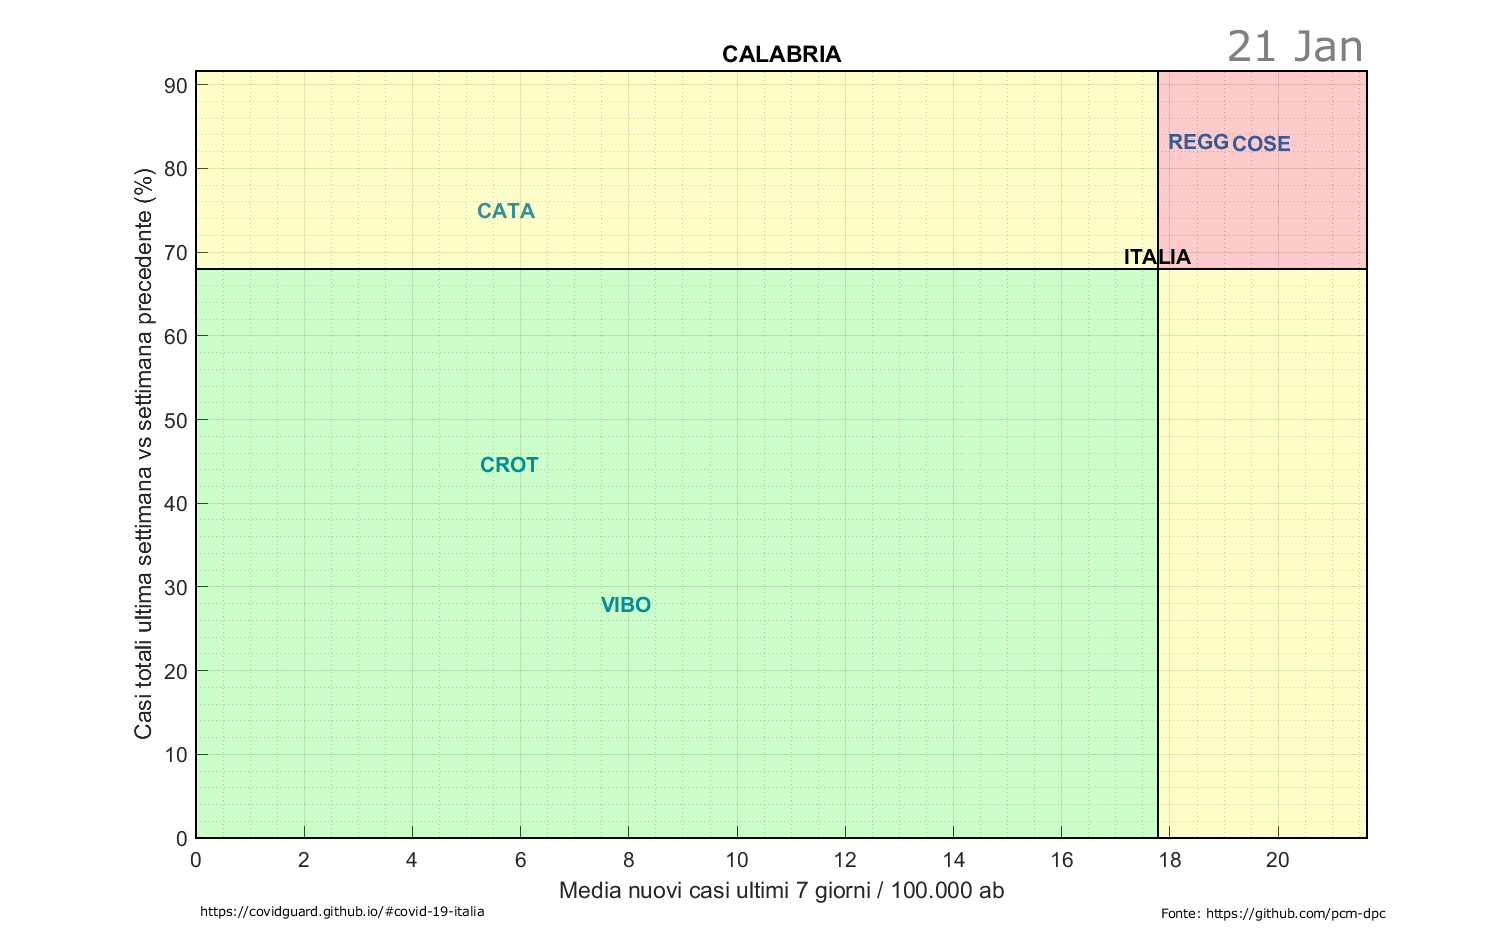 21 Jan
CALABRIA
90
80
70
60
50
40
30
20
10
0
Casi totali ultima settimana vs settimana precedente (%)
REGG COSE
CATA
ITALIA
CROT
VIBO
0 2 4 6 8 10 12 14 16 18 20
Media nuovi casi ultimi 7 giorni / 100.000 ab
https://covidguard.github.io/#covid-19-italia
Fonte: https://github.com/pcm-dpc